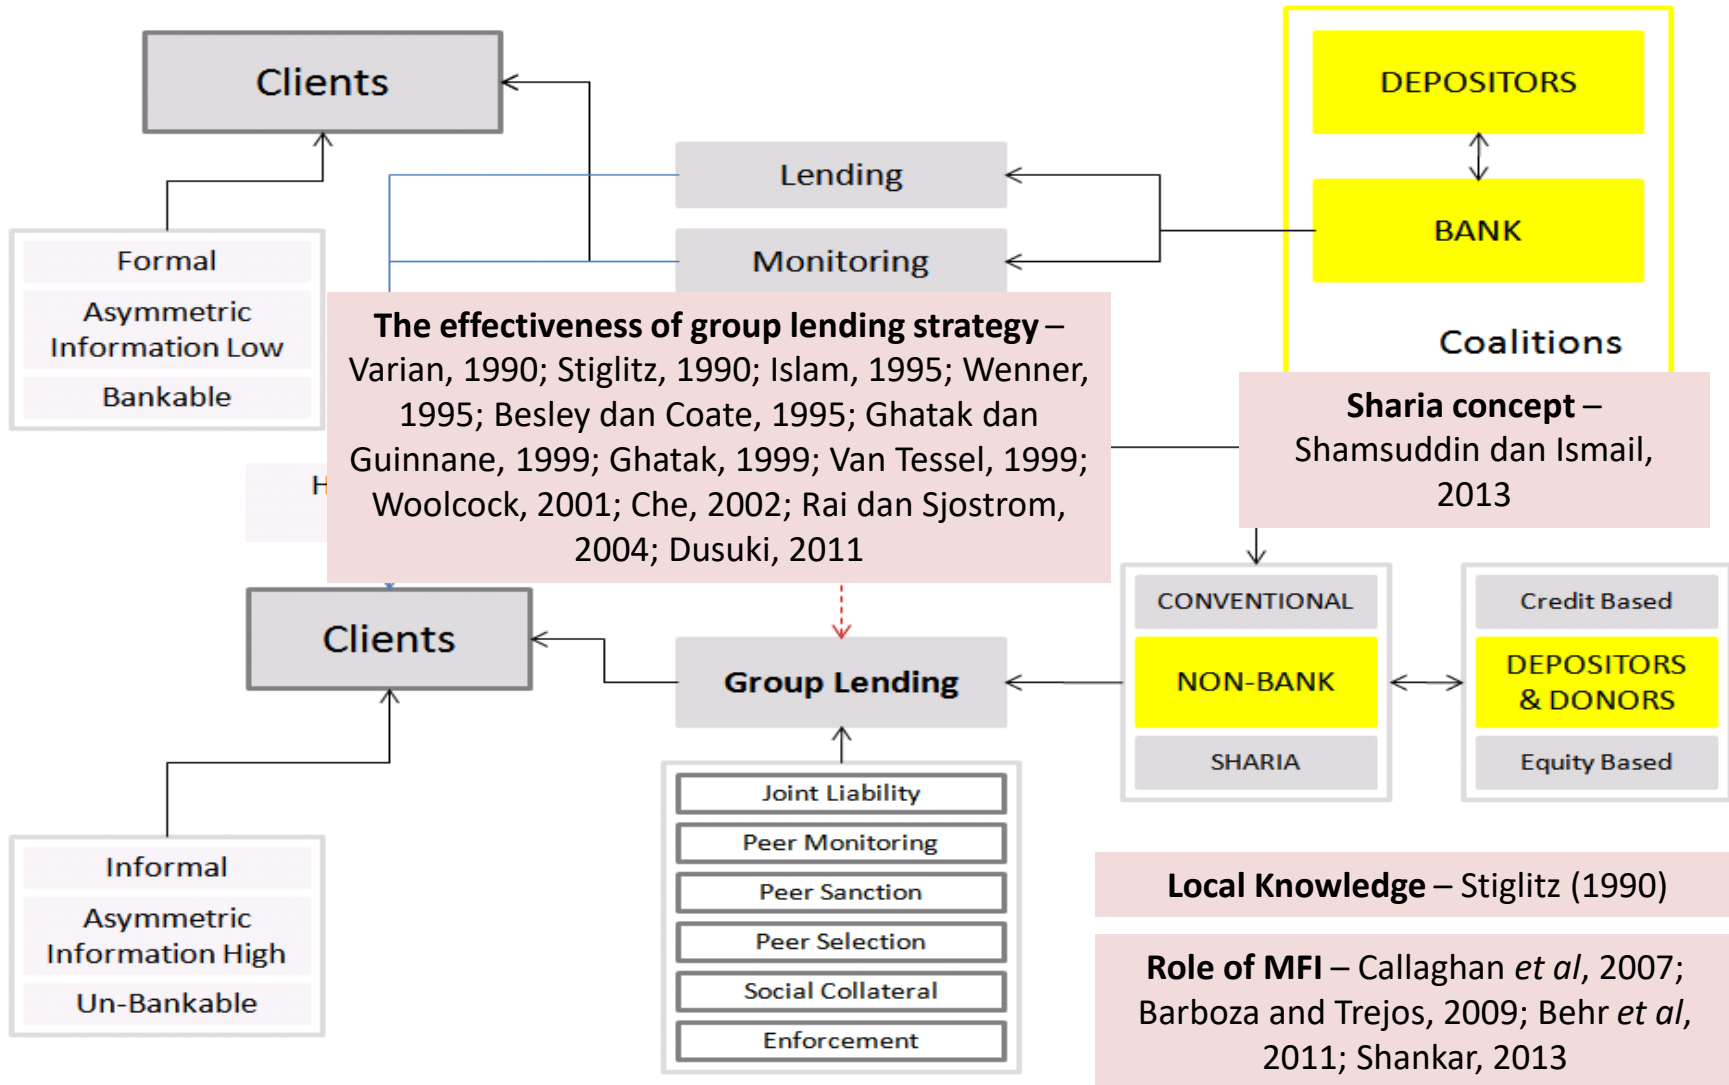 Clients
DEPOSITORS
Lending
BANK
Monitoring
Coalitions
Formal
Asymmetric
Information Low
Bankable
The effectiveness of group lending strategy –
Varian, 1990; Stiglitz, 1990; Islam, 1995; Wenner,
1995; Besley dan Coate, 1995; Ghatak dan
Guinnane, 1999; Ghatak, 1999; Van Tessel, 1999;
Woolcock, 2001; Che, 2002; Rai dan Sjostrom,
2004; Dusuki, 2011
Sharia concept –
Shamsuddin dan Ismail,
2013
Clients
Group Lending
CONVENTIONAL
NON-BANK
SHARIA
Credit Based
DEPOSITORS
& DONORS
Equity Based
Informal
Asymmetric
Information High
Un-Bankable
Joint Liability
Peer Monitoring
Peer Sanction
Peer Selection
Social Collateral
Enforcement
Local Knowledge – Stiglitz (1990)
Role of MFI – Callaghan et al, 2007;
Barboza and Trejos, 2009; Behr et al,
2011; Shankar, 2013